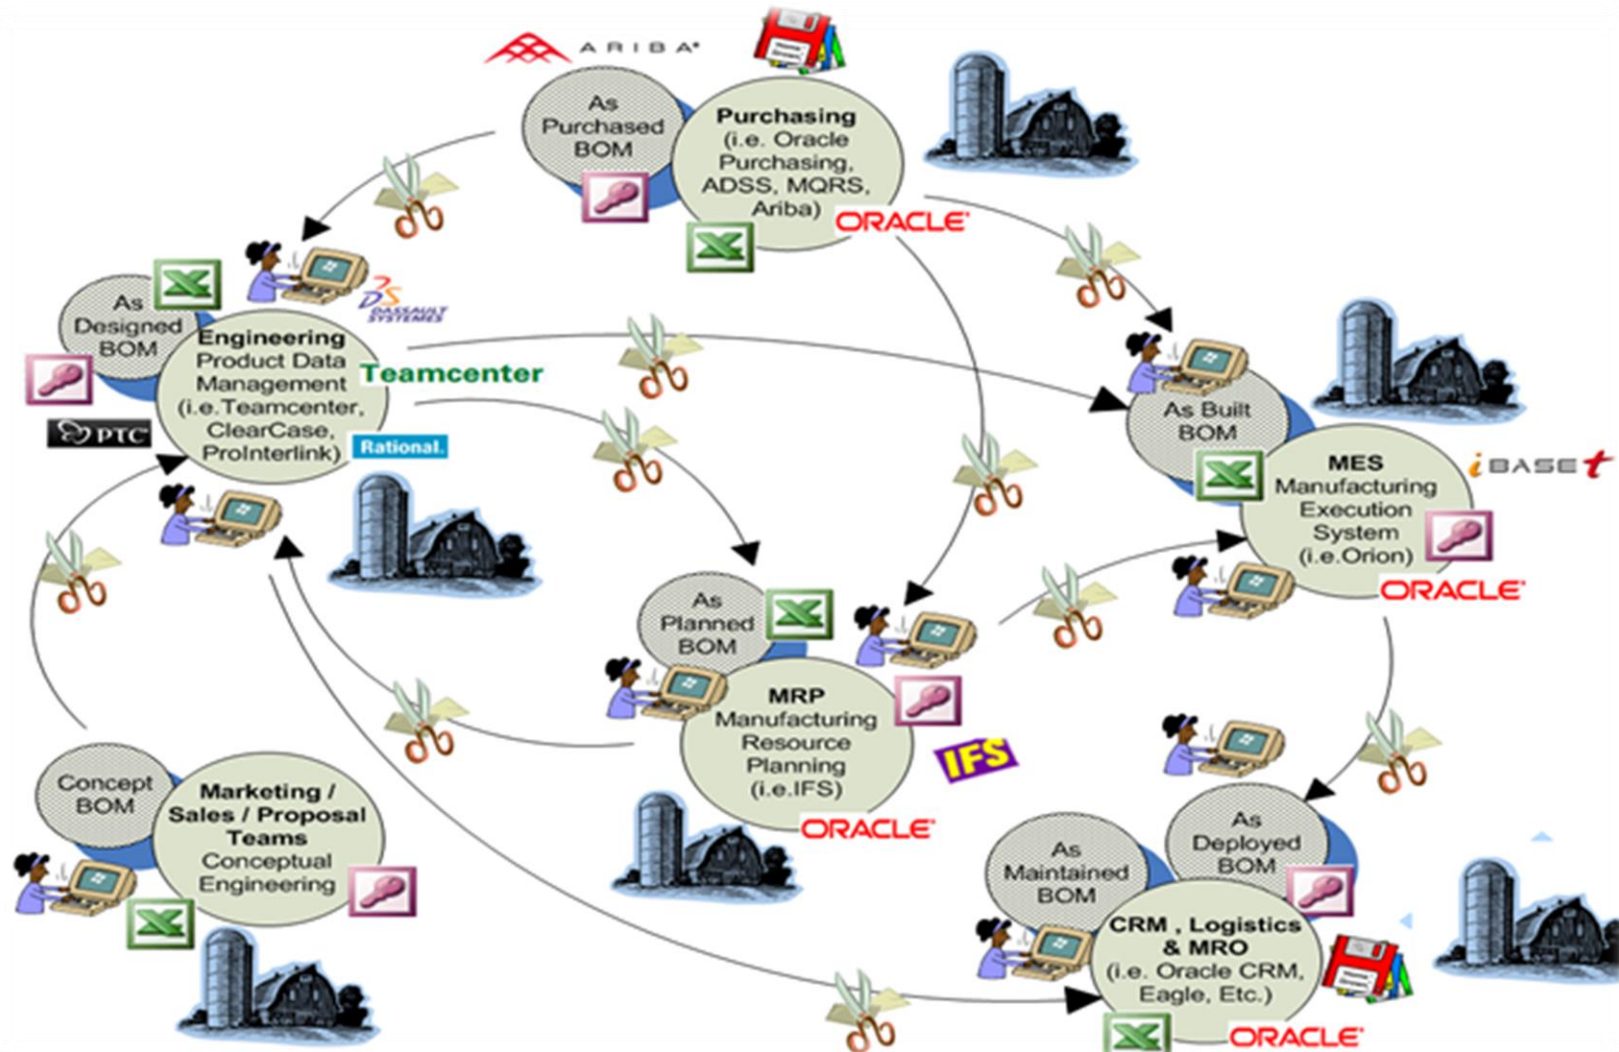 ARIBA
As
Purchased
BOM
Purchasing
(i.e. Oracle
Purchasing,
ADSS, MQRS,
Ariba)
ORACLE
As
Designed
BOM
DS
DASSAULT
SYSTEMES
Engineering
Product Data
Management
(i.e.Teamcenter,
ClearCase,
ProInterlink)
Teamcenter
PTC
Rational.
As Built
BOM
MES
Manufacturing
Execution
System
(i.e.Orion)
iBASEt
ORACLE
As
Planned
BOM
MRP
Manufacturing
Resource
Planning
(i.e.IFS)
IFS
ORACLE
Concept
BOM
Marketing /
Sales / Proposal
Teams
Conceptual
Engineering
As
Maintained
BOM
As
Deployed
BOM
CRM , Logistics
& MRO
(i.e. Oracle CRM,
Eagle, Etc.)
ORACLE